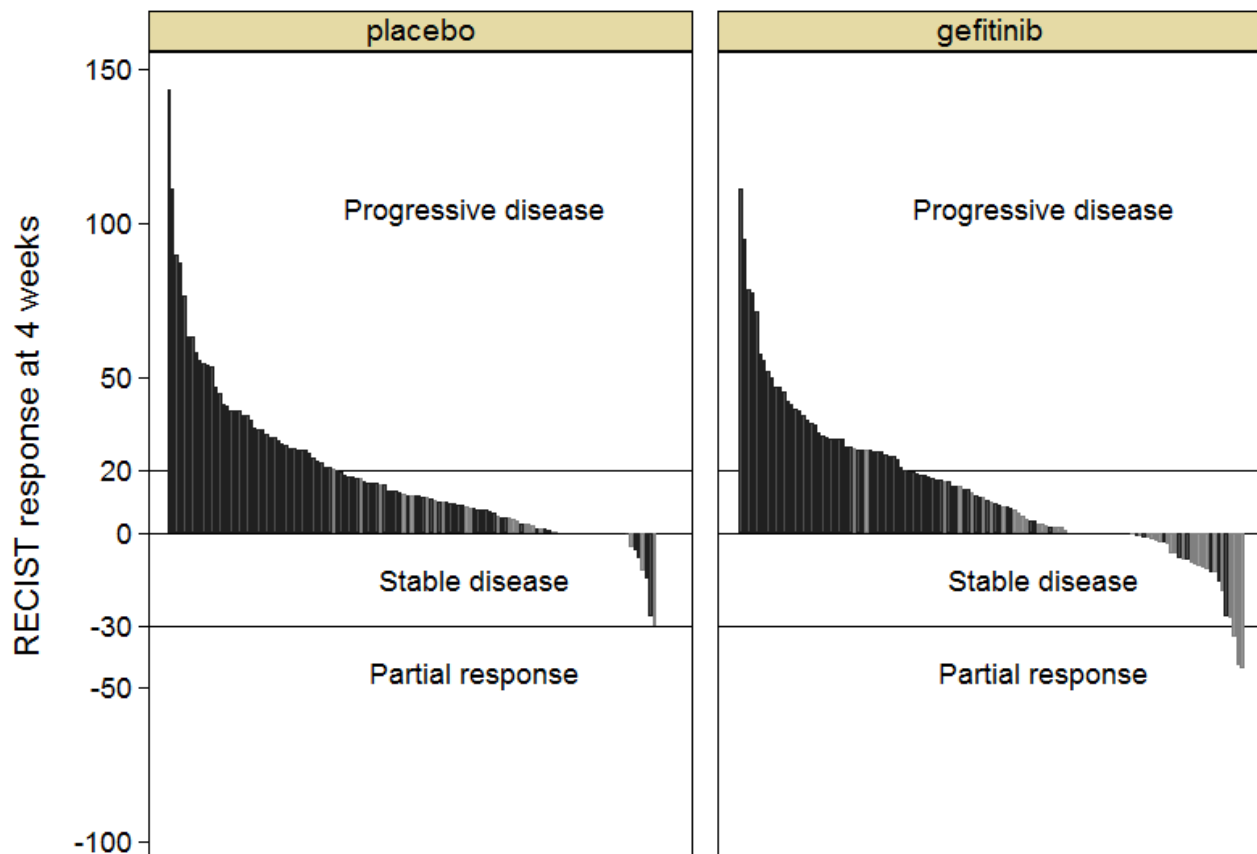 placebo
gefitinib
RECIST response at 4 weeks
150
100
50
20
0
-30
-50
-100
Progressive disease
Stable disease
Partial response
Progressive disease
Stable disease
Partial response